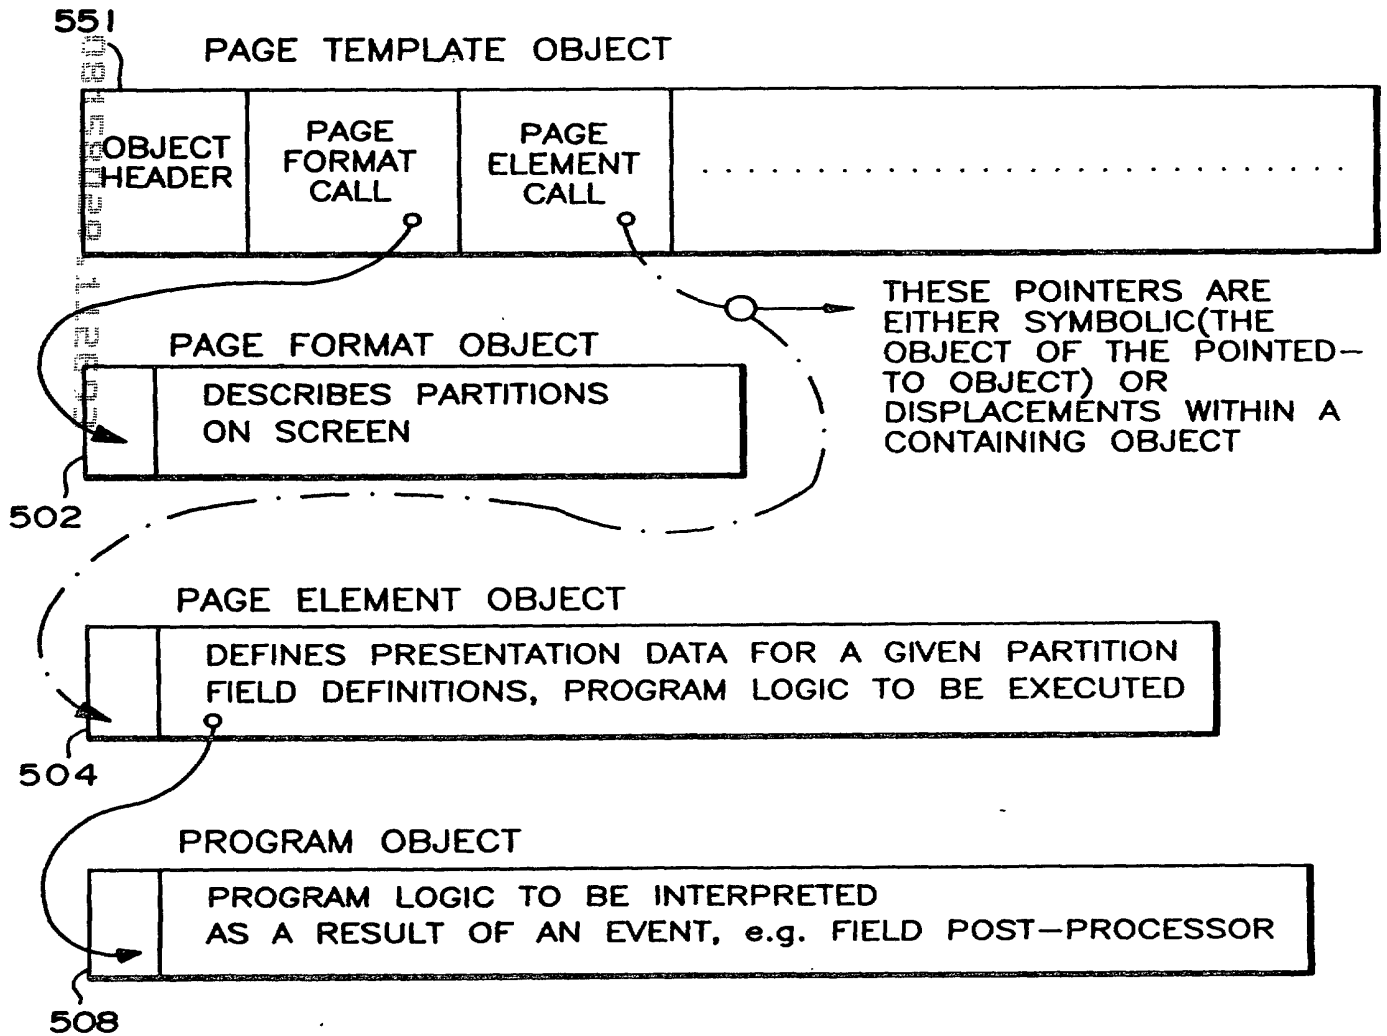 551
PAGE TEMPLATE OBJECT
OBJECT
HEADER
PAGE
FORMAT
CALL
PAGE
ELEMENT
CALL
. . . . . . . . . . . . . . . . . . . . . . . . . . . .
THESE POINTERS ARE
EITHER SYMBOLIC(THE
OBJECT OF THE POINTED-
TO OBJECT) OR
DISPLACEMENTS WITHIN A
CONTAINING OBJECT
PAGE FORMAT OBJECT
DESCRIBES PARTITIONS
ON SCREEN
502
PAGE ELEMENT OBJECT
DEFINES PRESENTATION DATA FOR A GIVEN PARTITION
FIELD DEFINITIONS, PROGRAM LOGIC TO BE EXECUTED
504
PROGRAM OBJECT
PROGRAM LOGIC TO BE INTERPRETED
AS A RESULT OF AN EVENT, e.g. FIELD POST-PROCESSOR
508